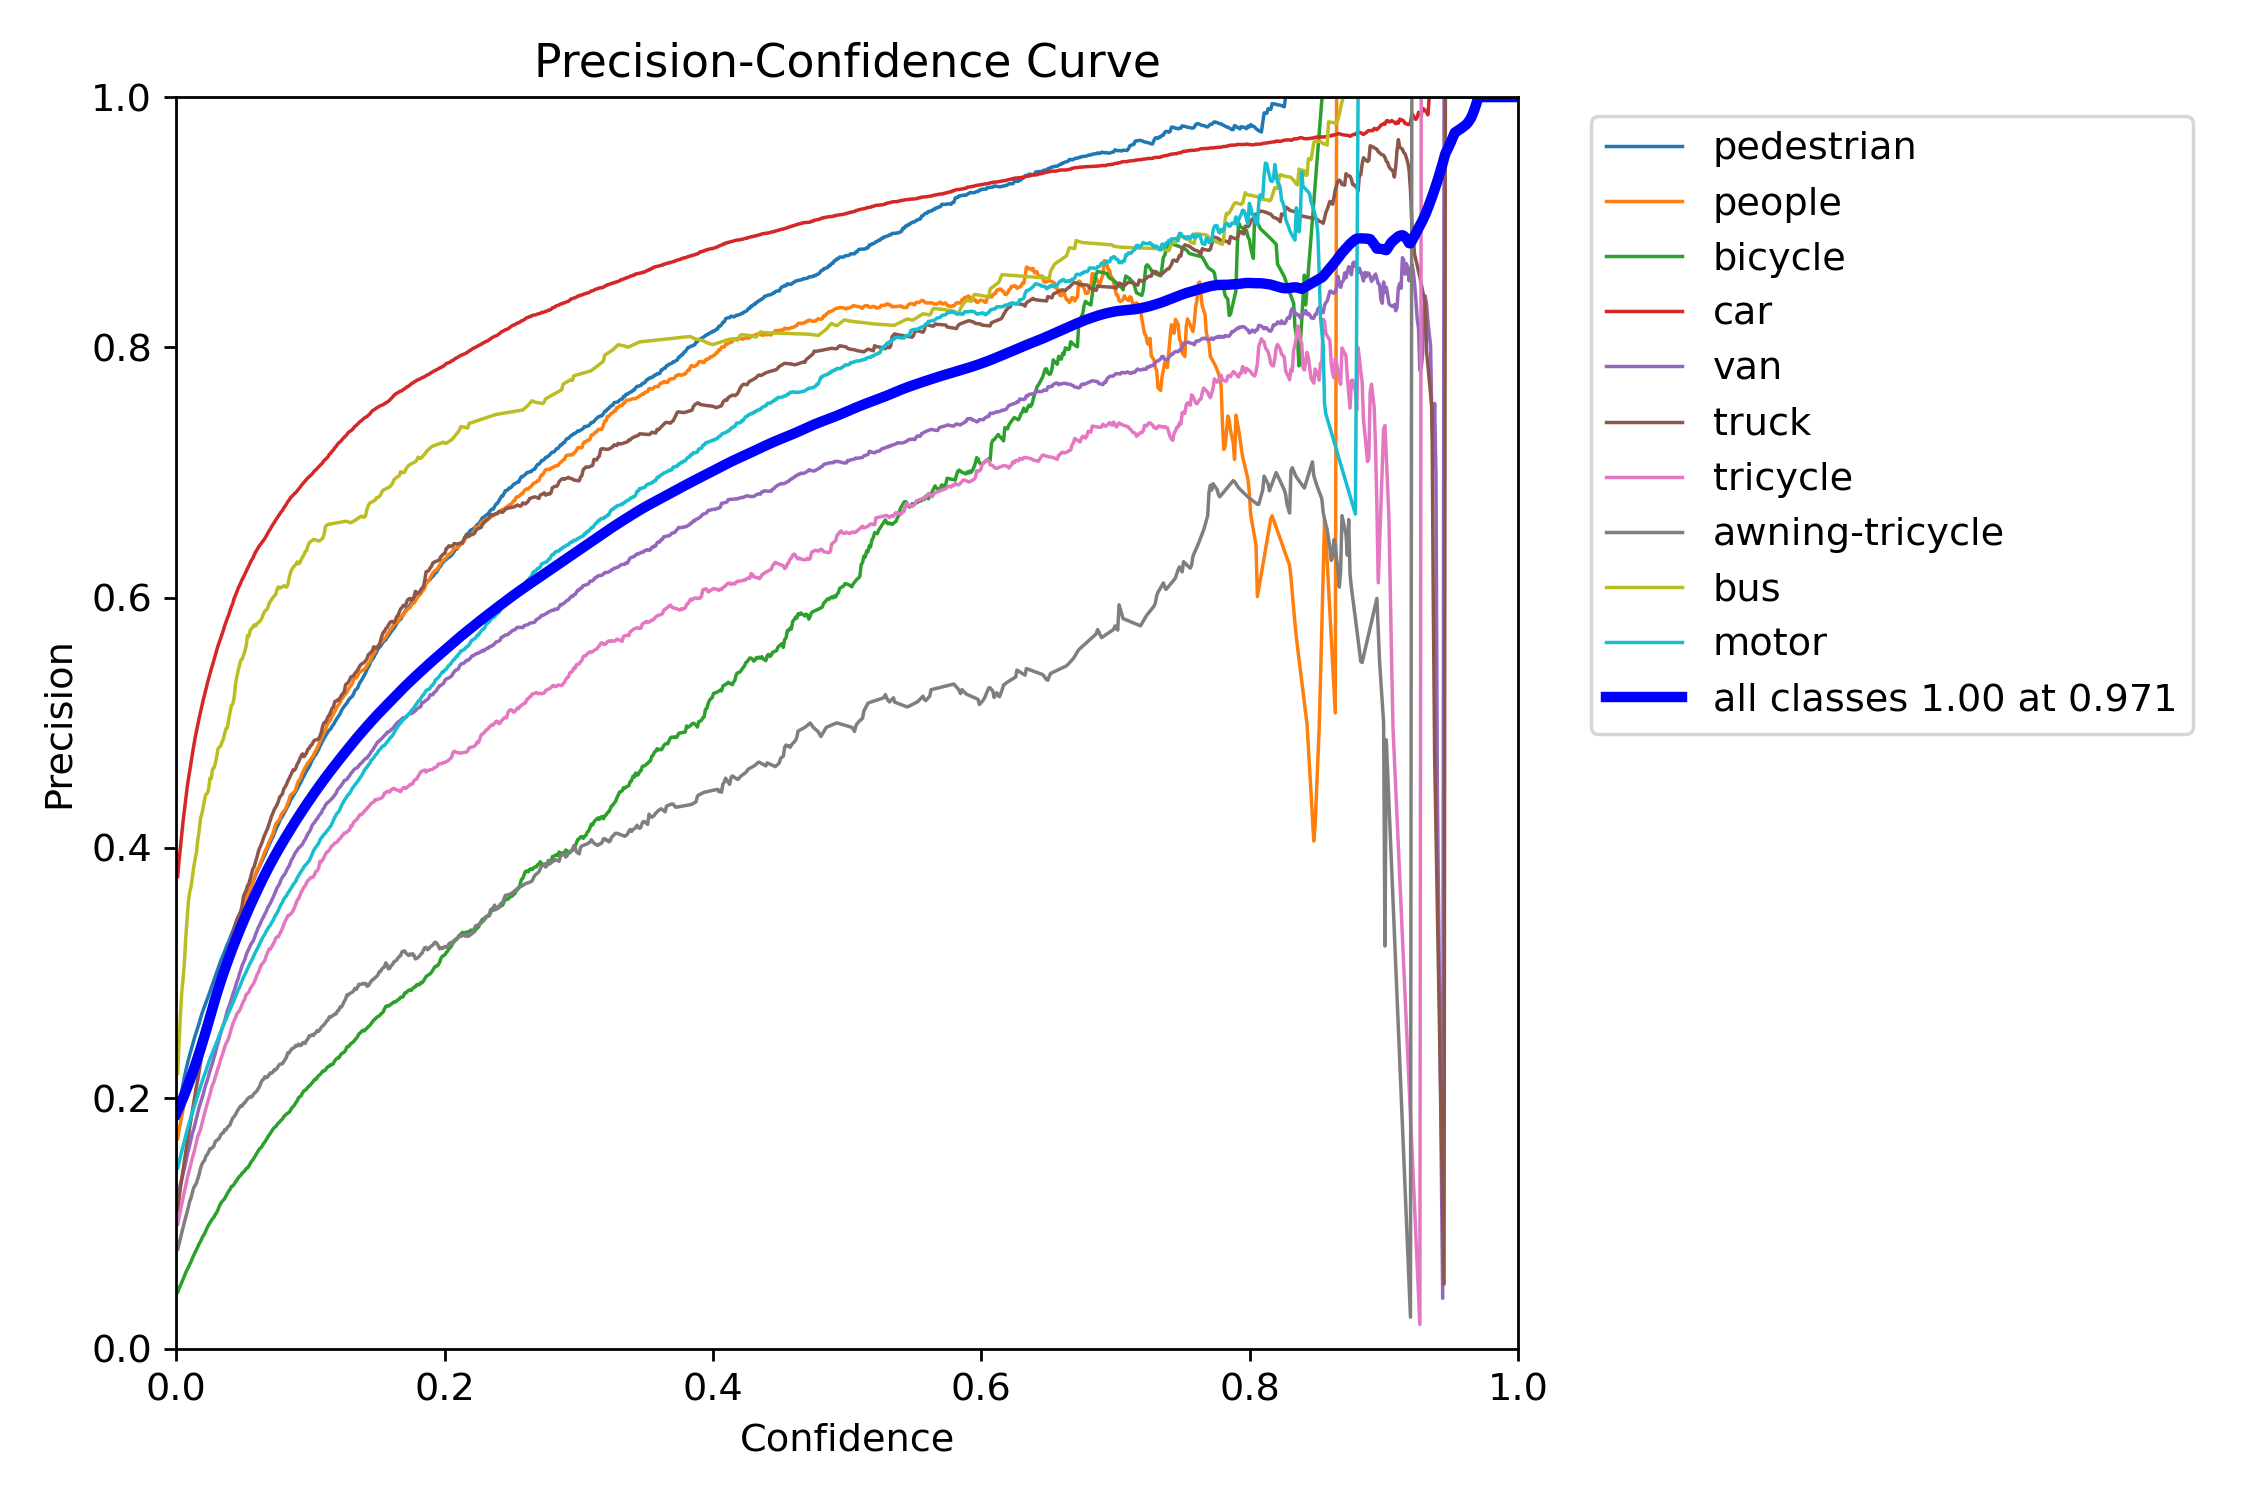 Precision-Confidence Curve
1.0
0.8
0.6
0.4
0.2
0.0
Precision
0.0 0.2 0.4 0.6 0.8 1.0
Confidence
pedestrian
people
bicycle
car
van
truck
tricycle
awning-tricycle
bus
motor
all classes 1.00 at 0.971